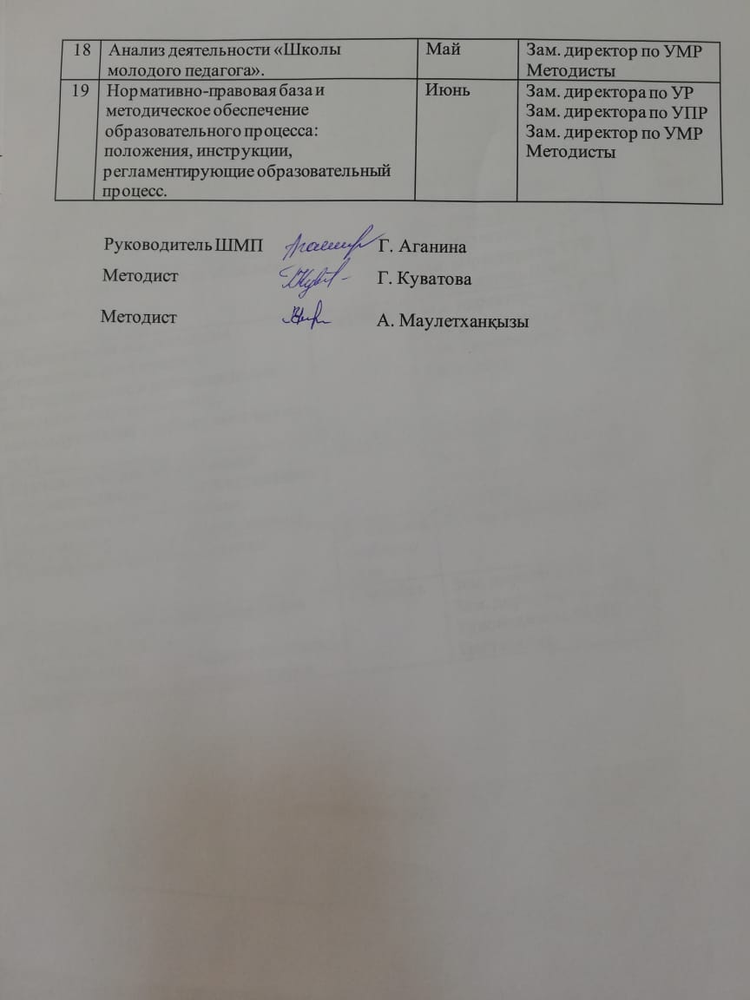 18 Анализ деятельности «Школы Май Зам. директор по УМР
молодого педагога». Методисты
19 Нормативно-правовая база и Июнь Зам. директора по УР
методическое обеспечение Зам. директора по УПР
образовательного процесса: Зам. директор по УМР
положения, инструкции, Методисты
регламентирующие образовательный
процесс.
Руководитель ШМП Г. Аганина
Методист Г. Куватова
Методист А. Маулетханқызы